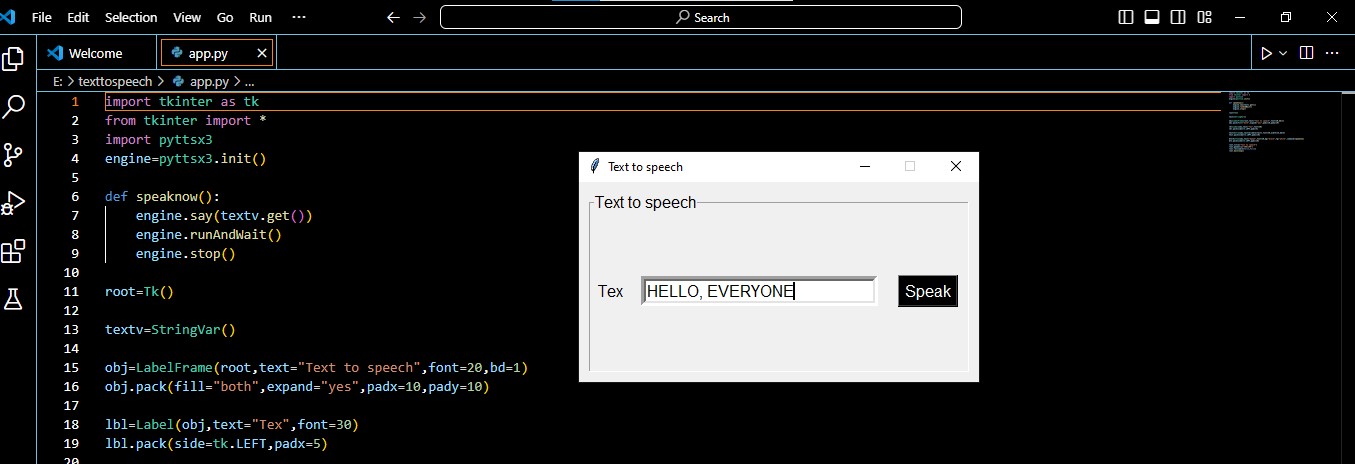 File Edit Selection View Go Run ··· Search
Welcome app.py
E: > texttospeech > app.py > ...
1 import tkinter as tk
2 from tkinter import *
3 import pyttsx3
4 engine=pyttsx3.init()
5
6 def speaknow():
7     engine.say(textv.get())
8     engine.runAndWait()
9     engine.stop()
10
11 root=Tk()
12
13 textv=StringVar()
14
15 obj=LabelFrame(root,text="Text to speech",font=20,bd=1)
16 obj.pack(fill="both",expand="yes",padx=10,pady=10)
17
18 lbl=Label(obj,text="Tex",font=30)
19 lbl.pack(side=tk.LEFT,padx=5)
20
Text to speech
Text to speech
Tex HELLO, EVERYONE Speak